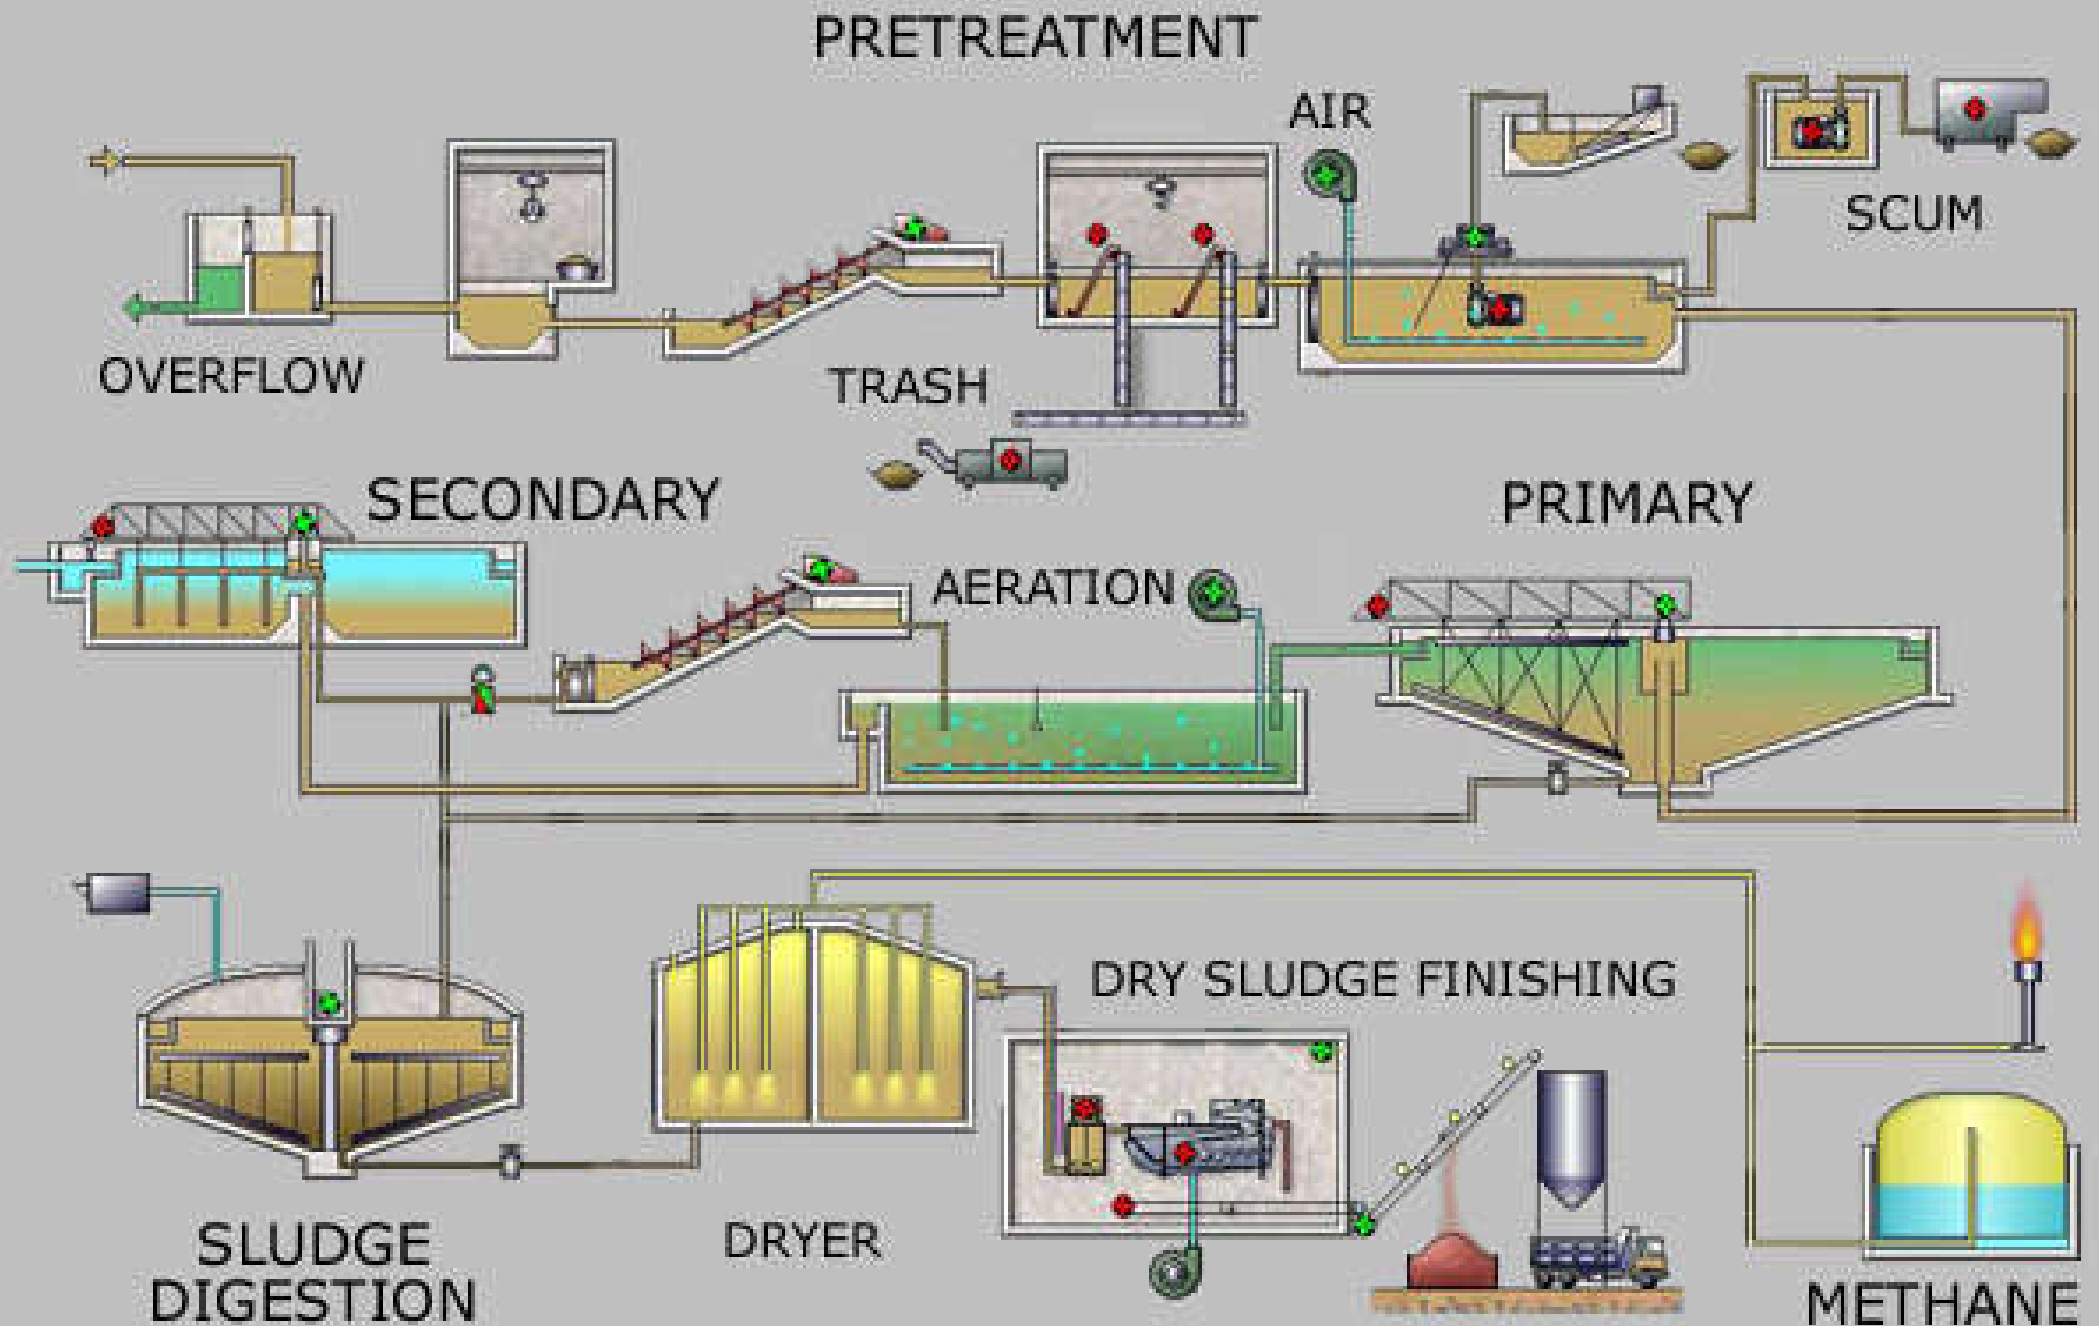 PRETREATMENT
AIR
SCUM
OVERFLOW
TRASH
SECONDARY
PRIMARY
AERATION
DRY SLUDGE FINISHING
SLUDGE
DIGESTION
DRYER
METHANE